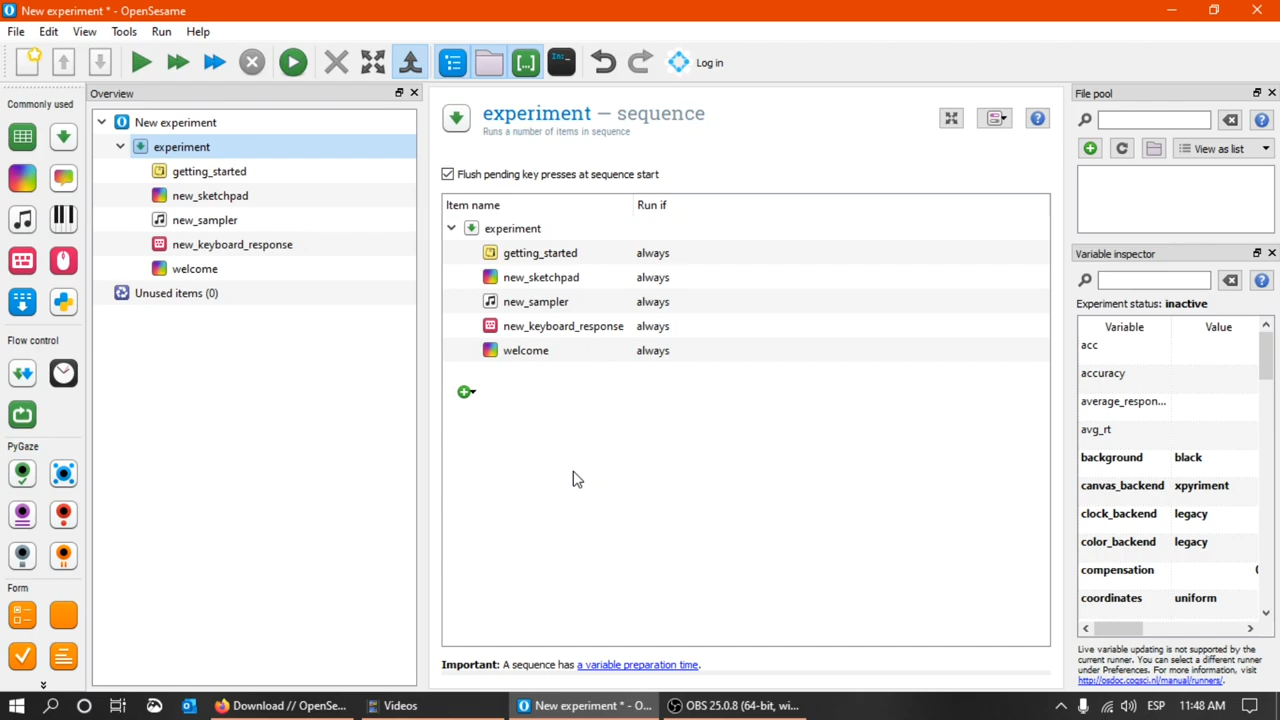 New experiment * - OpenSesame
File Edit View Tools Run Help
Log in
Commonly used
Flow control
PyGaze
Form
Overview
New experiment
experiment
getting_started
new_sketchpad
new_sampler
new_keyboard_response
welcome
Unused items (0)
experiment — sequence
Runs a number of items in sequence
Flush pending key presses at sequence start
Item name Run if
experiment
getting_started always
new_sketchpad always
new_sampler always
new_keyboard_response always
welcome always
Important: A sequence has a variable preparation time.
File pool
View as list
Variable inspector
Experiment status: inactive
Variable Value
acc
accuracy
average_respon...
avg_rt
background black
canvas_backend xpyriment
clock_backend legacy
color_backend legacy
compensation
coordinates uniform
Live variable updating is not supported by the
current runner. You can select a different runner
under Preferences. For more information, visit
http://osdoc.cogsci.nl/manual/runners/.
Download // OpenSe...
Videos
New experiment * - O...
OBS 25.0.8 (64-bit, wi...
ESP 11:48 AM